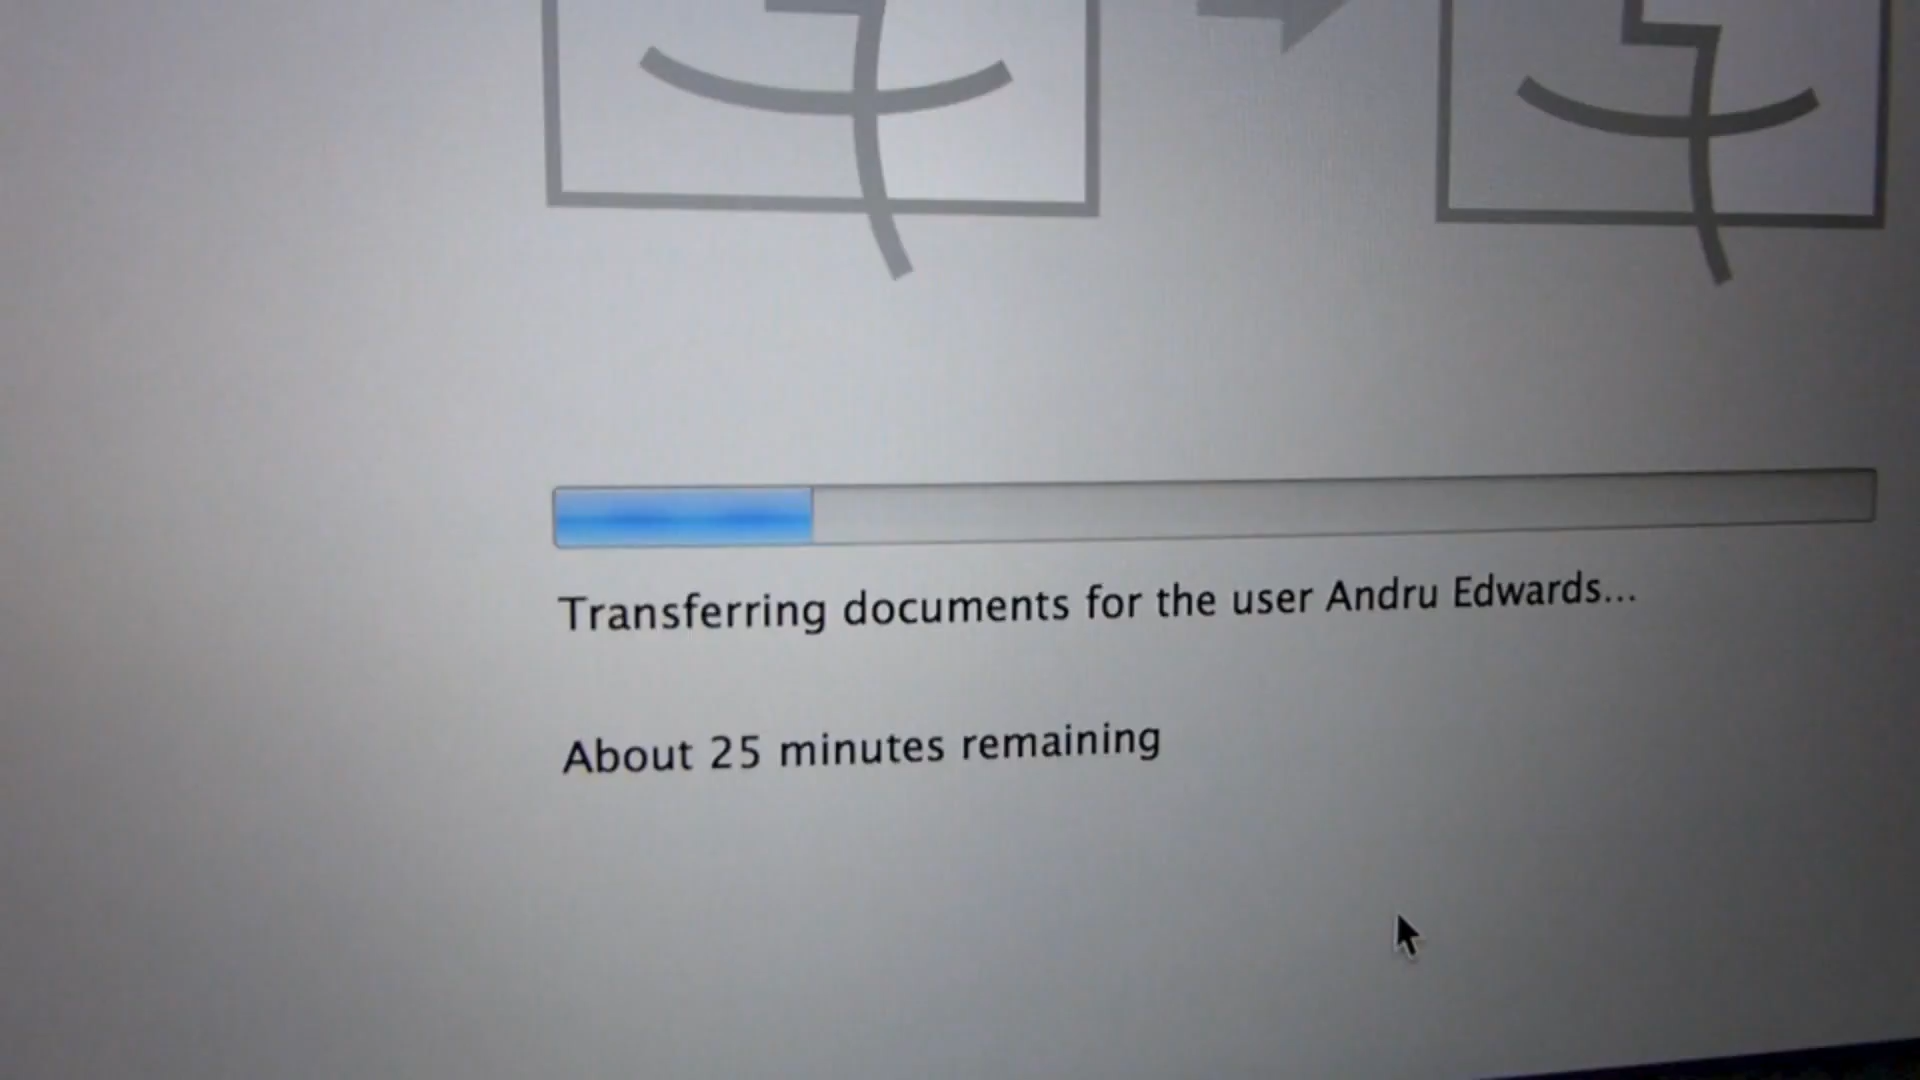 Transferring documents for the user Andru Edwards...
About 25 minutes remaining